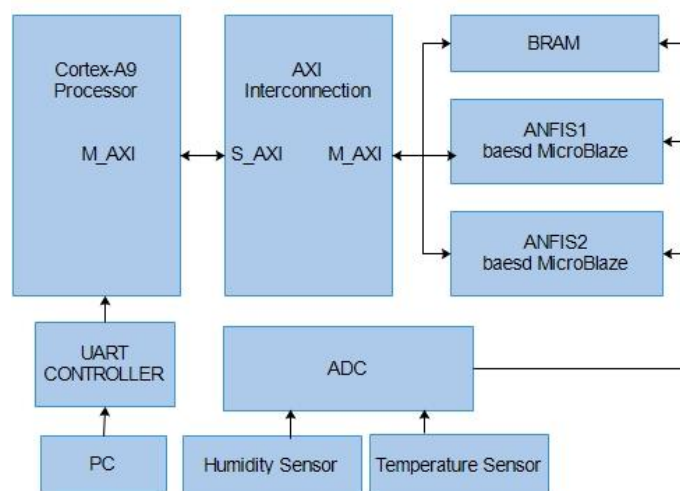 Cortex-A9
Processor
M_AXI
AXI
Interconnection
S_AXI
M_AXI
BRAM
ANFIS1
baesd MicroBlaze
ANFIS2
baesd MicroBlaze
UART
CONTROLLER
ADC
PC
Humidity Sensor
Temperature Sensor